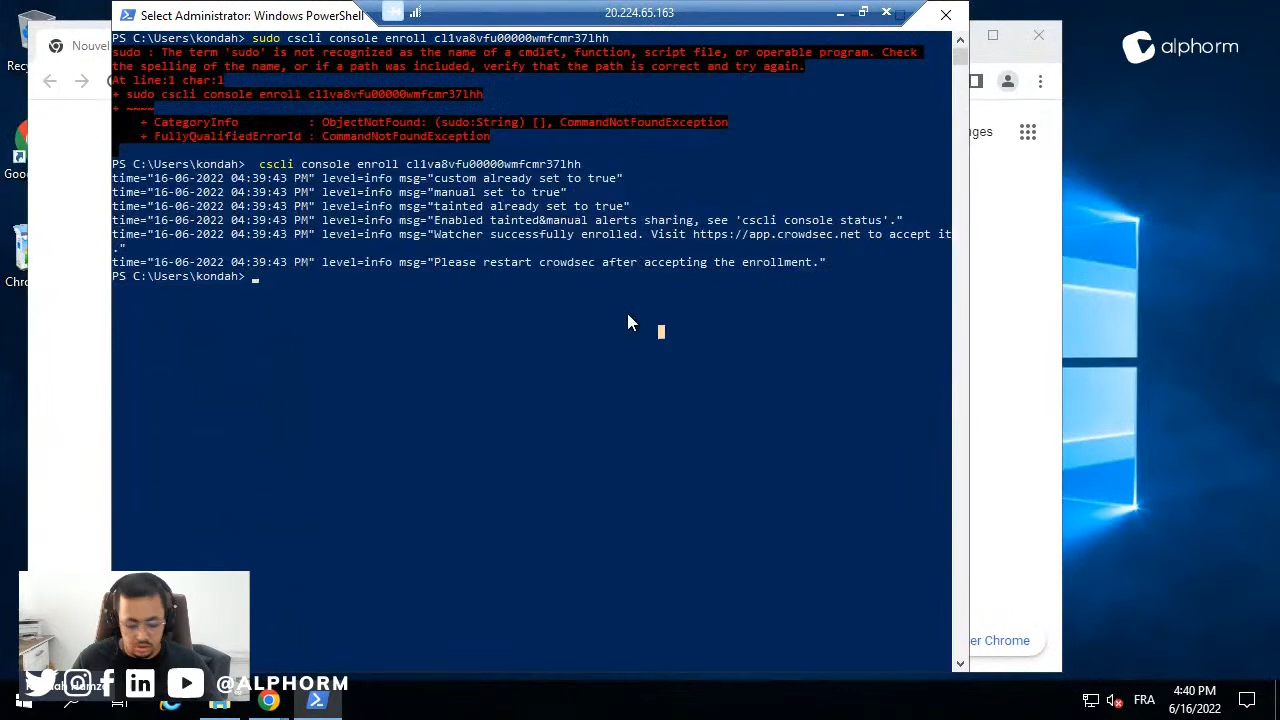 Select Administrator: Windows PowerShell
20.224.65.163
alphorm
Nouvel
PS C:\Users\kondah> sudo cscli console enroll cl1va8vfu00000wmfcmr37lhh
sudo : The term 'sudo' is not recognized as the name of a cmdlet, function, script file, or operable program. Check
the spelling of the name, or if a path was included, verify that the path is correct and try again.
At line:1 char:1
+ sudo cscli console enroll cl1va8vfu00000wmfcmr37lhh
+ ~~~~
+ CategoryInfo : ObjectNotFound: (sudo:String) [], CommandNotFoundException
+ FullyQualifiedErrorId : CommandNotFoundException
PS C:\Users\kondah> cscli console enroll cl1va8vfu00000wmfcmr37lhh
time="16-06-2022 04:39:43 PM" level=info msg="custom already set to true"
time="16-06-2022 04:39:43 PM" level=info msg="manual set to true"
time="16-06-2022 04:39:43 PM" level=info msg="tainted already set to true"
time="16-06-2022 04:39:43 PM" level=info msg="Enabled tainted&manual alerts sharing, see 'cscli console status'."
time="16-06-2022 04:39:43 PM" level=info msg="Watcher successfully enrolled. Visit https://app.crowdsec.net to accept it
."
time="16-06-2022 04:39:43 PM" level=info msg="Please restart crowdsec after accepting the enrollment."
PS C:\Users\kondah>
ages
er Chrome
@ALPHORM
FRA
4:40 PM
6/16/2022